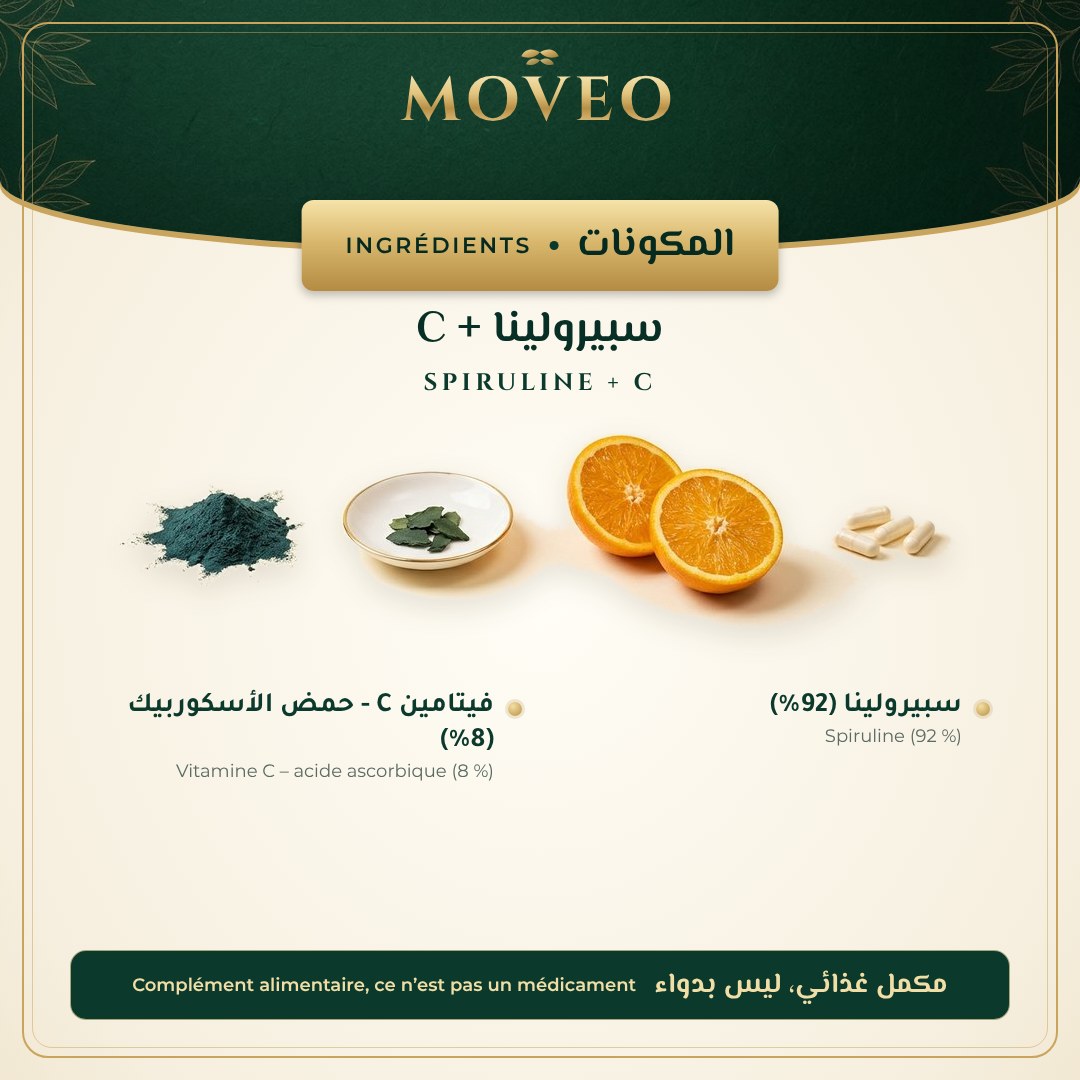 MOVEO
INGRÉDIENTS • المكونات
سبيرولينا + C
SPIRULINE + C
سبيرولينا (92%)
Spiruline (92 %)
فيتامين C - حمض الأسكوربيك
(8%)
Vitamine C – acide ascorbique (8 %)
Complément alimentaire, ce n’est pas un médicament مكمل غذائي، ليس بدواء